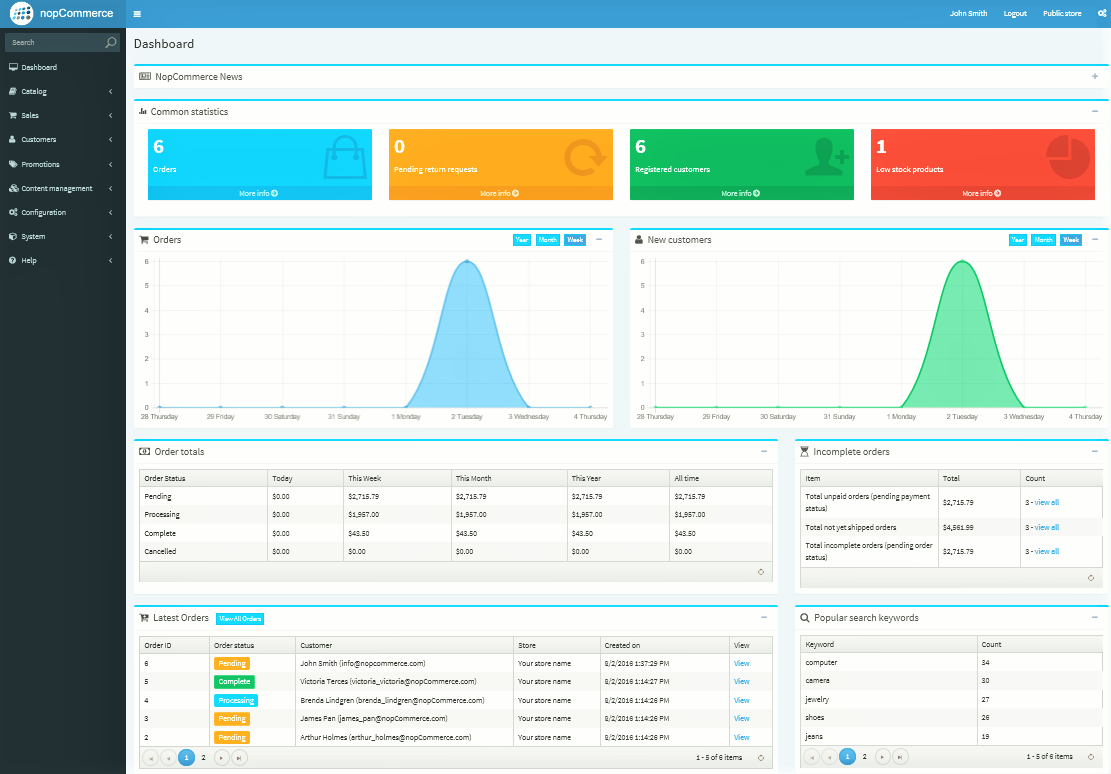 nopCommerce
John Smith Logout Public store
Search
Dashboard
Catalog
Sales
Customers
Promotions
Content management
Configuration
System
Help
Dashboard
NopCommerce News
Common statistics
6
Orders
More info
0
Pending return requests
More info
6
Registered customers
More info
1
Low stock products
More info
Orders
Year Month Week
6
5
4
3
2
1
0
28 Thursday 29 Friday 30 Saturday 31 Sunday 1 Monday 2 Tuesday 3 Wednesday 4 Thursday
New customers
Year Month Week
6
5
4
3
2
1
0
28 Thursday 29 Friday 30 Saturday 31 Sunday 1 Monday 2 Tuesday 3 Wednesday 4 Thursday
Order totals
Order Status Today This Week This Month This Year All time
Pending $0.00 $2,715.79 $2,715.79 $2,715.79 $2,715.79
Processing $0.00 $1,957.00 $1,957.00 $1,957.00 $1,957.00
Complete $0.00 $43.50 $43.50 $43.50 $43.50
Cancelled $0.00 $0.00 $0.00 $0.00 $0.00
Incomplete orders
Item Total Count
Total unpaid orders (pending payment
status) $2,715.79 3 - view all
Total not yet shipped orders $4,561.99 3 - view all
Total incomplete orders (pending order
status) $2,715.79 3 - view all
Latest Orders View All Orders
Order ID Order status Customer Store Created on View
6 Pending John Smith (info@nopcommerce.com) Your store name 8/2/2016 1:37:29 PM View
5 Complete Victoria Terces (victoria_victoria@nopCommerce.com) Your store name 8/2/2016 1:14:27 PM View
4 Processing Brenda Lindgren (brenda_lindgren@nopCommerce.com) Your store name 8/2/2016 1:14:26 PM View
3 Pending James Pan (james_pan@nopCommerce.com) Your store name 8/2/2016 1:14:26 PM View
2 Pending Arthur Holmes (arthur_holmes@nopCommerce.com) Your store name 8/2/2016 1:14:26 PM View
1 2 1 - 5 of 6 items
Popular search keywords
Keyword Count
computer 34
camera 30
jewelry 27
shoes 26
jeans 19
1 2 1 - 5 of 6 items